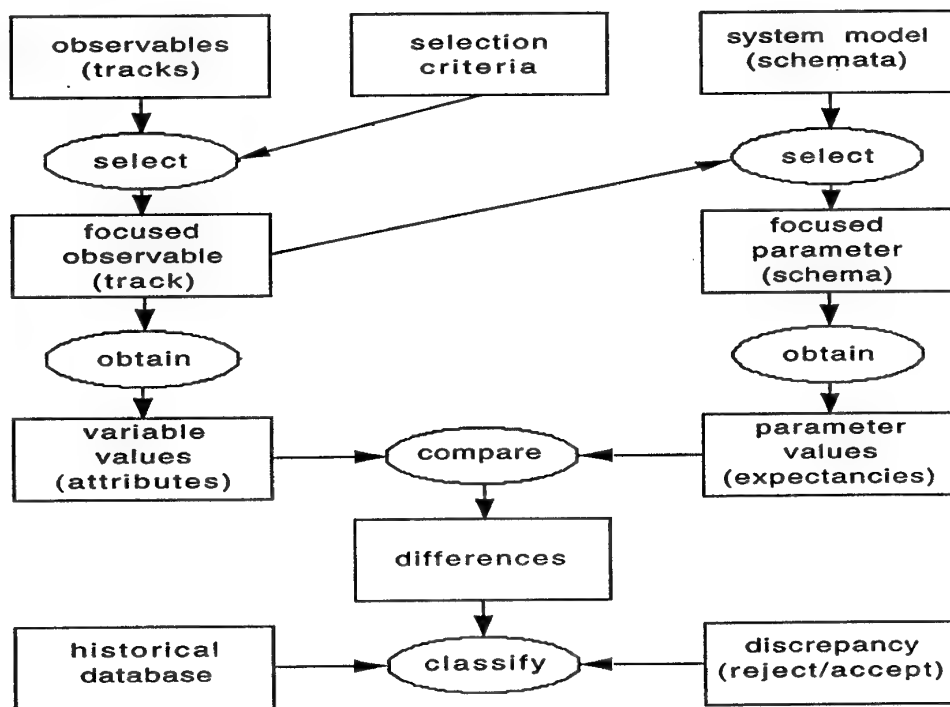 observables
(tracks)
selection
criteria
system model
(schemata)
select
select
focused
observable
(track)
focused
parameter
(schema)
obtain
obtain
variable
values
(attributes)
compare
parameter
values
(expectancies)
differences
historical
database
classify
discrepancy
(reject/accept)